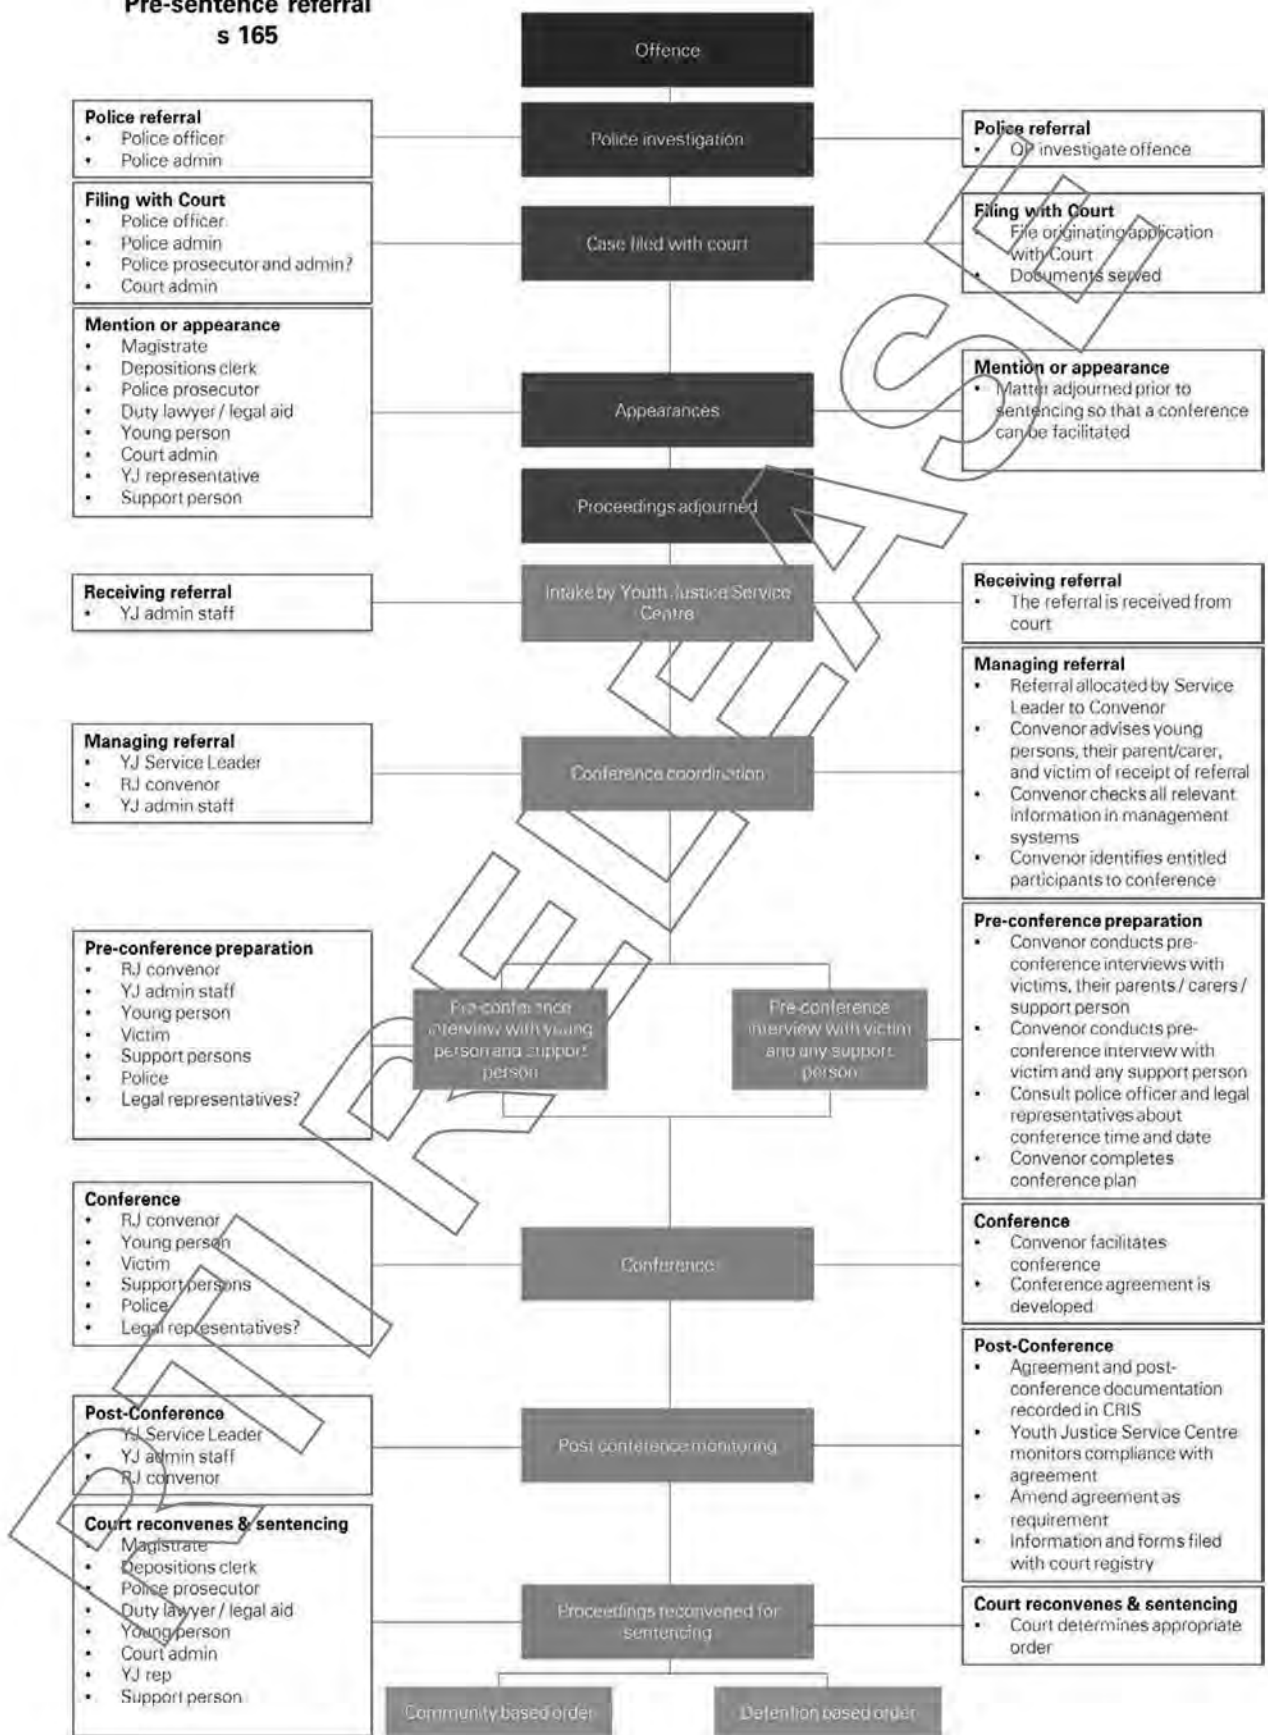 Pre-sentence referral
s 165
Offence
Police referral
• Police officer
• Police admin
Police investigation
Police referral
• QP investigate offence
Filing with Court
• Police officer
• Police admin
• Police prosecutor and admin?
• Court admin
Case filed with court
Filing with Court
• File originating application
with Court
• Documents served
Mention or appearance
• Magistrate
• Depositions clerk
• Police prosecutor
• Duty lawyer / legal aid
• Young person
• Court admin
• YJ representative
• Support person
Appearances
Mention or appearance
• Matter adjourned prior to
sentencing so that a conference
can be facilitated
Proceedings adjourned
Receiving referral
• YJ admin staff
Intake by Youth Justice Service
Centre
Receiving referral
• The referral is received from
court
Managing referral
• YJ Service Leader
• RJ convenor
• YJ admin staff
Conference coordination
Managing referral
• Referral allocated by Service
Leader to Convenor
• Convenor advises young
persons, their parent/carer,
and victim of receipt of referral
• Convenor checks all relevant
information in management
systems
• Convenor identifies entitled
participants to conference
Pre-conference preparation
• RJ convenor
• YJ admin staff
• Young person
• Victim
• Support persons
• Police
• Legal representatives?
Pre-conference
interview with young
person and support
person
Pre-conference
interview with victim
and any support
person
Pre-conference preparation
• Convenor conducts pre-
conference interviews with
victims, their parents / carers /
support person
• Convenor conducts pre-
conference interview with
victim and any support person
• Consult police officer and legal
representatives about
conference time and date
• Convenor completes
conference plan
Conference
• RJ convenor
• Young person
• Victim
• Support persons
• Police
• Legal representatives?
Conference
Conference
• Convenor facilitates
conference
• Conference agreement is
developed
Post-Conference
• YJ Service Leader
• YJ admin staff
• RJ convenor
Post conference monitoring
Post-Conference
• Agreement and post-
conference documentation
recorded in CRIS
• Youth Justice Service Centre
monitors compliance with
agreement
• Amend agreement as
requirement
• Information and forms filed
with court registry
Court reconvenes & sentencing
• Magistrate
• Depositions clerk
• Police prosecutor
• Duty lawyer / legal aid
• Young person
• Court admin
• YJ rep
• Support person
Proceedings reconvened for
sentencing
Court reconvenes & sentencing
• Court determines appropriate
order
Community based order
Detention based order
RTI RELEASE